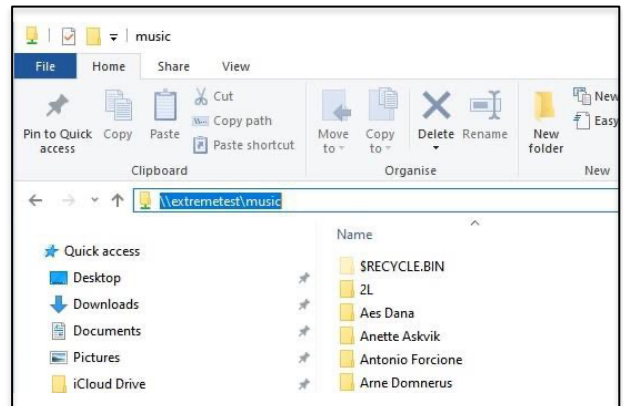 music
File Home Share View
Pin to Quick access
Copy
Paste
Cut
Copy path
Paste shortcut
Clipboard
Move to
Copy to
Delete
Rename
Organise
New folder
New
Easy
New
\\extremetest\music
Quick access
Desktop
Downloads
Documents
Pictures
iCloud Drive
Name
$RECYCLE.BIN
2L
Aes Dana
Anette Askvik
Antonio Forcione
Arne Domnerus